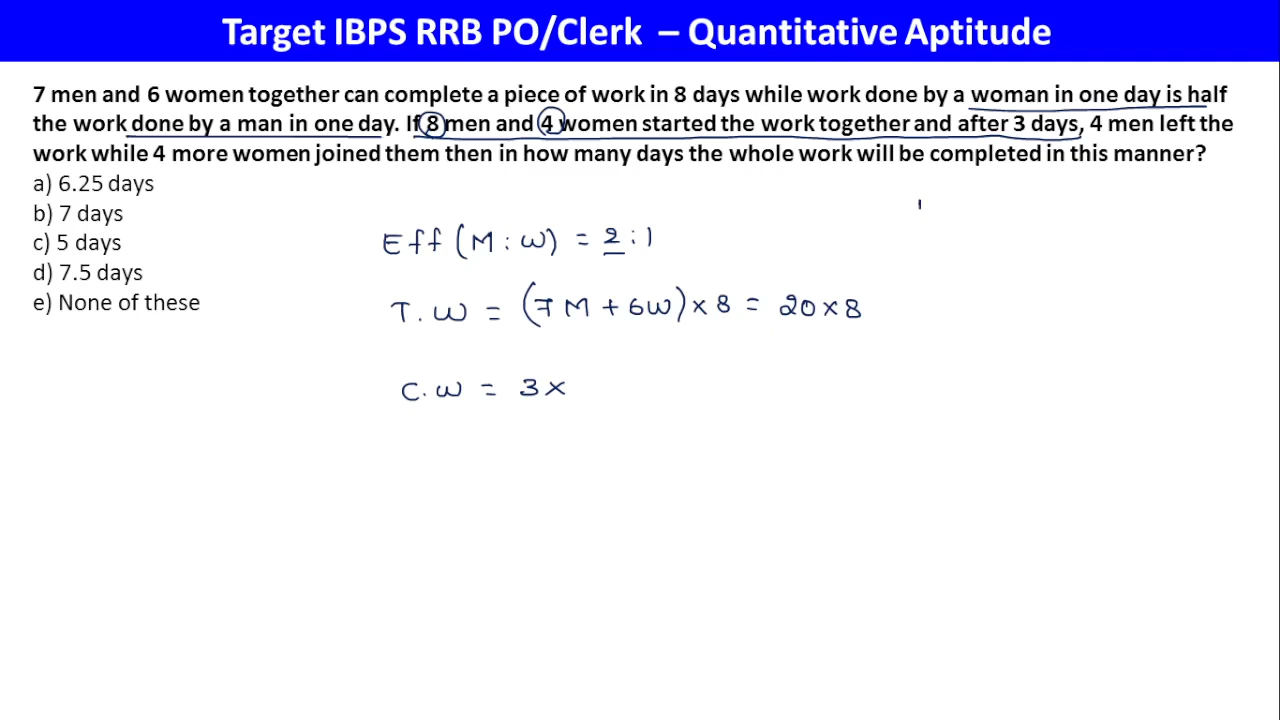 Target IBPS RRB PO/Clerk – Quantitative Aptitude
7 men and 6 women together can complete a piece of work in 8 days while work done by a woman in one day is half
the work done by a man in one day. If 8 men and 4 women started the work together and after 3 days, 4 men left the
work while 4 more women joined them then in how many days the whole work will be completed in this manner?
a) 6.25 days
b) 7 days
c) 5 days
d) 7.5 days
e) None of these
Eff (M : W) = 2 : 1
T. W = (7 M + 6W) × 8 = 20 × 8
C. W = 3 ×